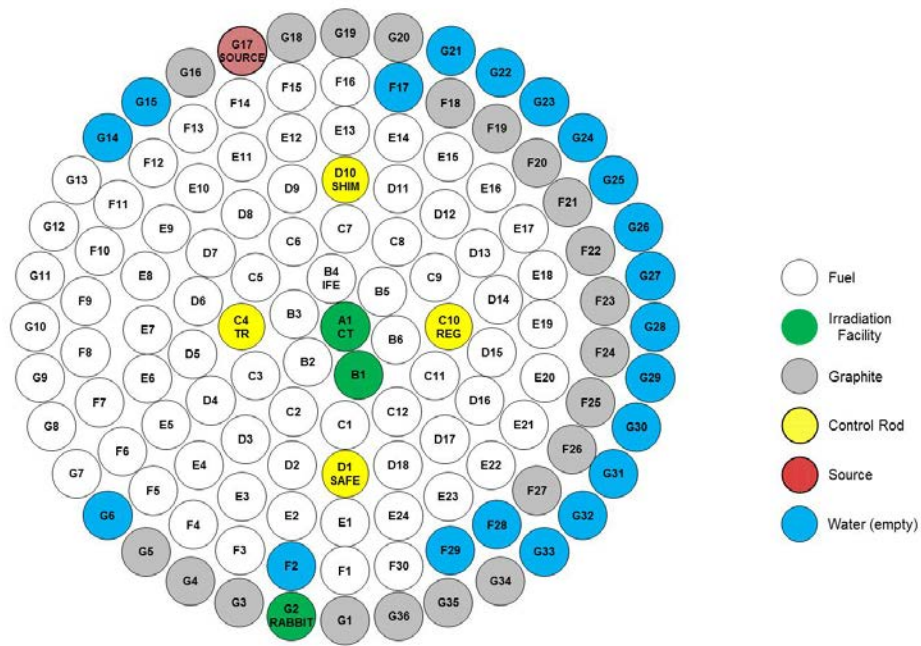 G19
G18
G20
G17
SOURCE
G21
G16
G22
F16
F15
F17
F14
F18
G15
G23
F13
F19
G14
E13
G24
E12
E14
F12
F20
E11
E15
G13
D10
SHIM
G25
E10
D9
D11
E16
F11
F21
G12
D8
D12
G26
E9
C7
E17
F10
C6
C8
F22
D7
D13
G11
E8
C5
B4
IFE
C9
E18
G27
B5
F9
D6
D14
F23
B3
G10
E7
C4
TR
A1
CT
C10
REG
E19
G28
B6
F8
D5
D15
F24
B2
G9
E6
C3
B1
C11
E20
G29
F7
D4
D16
F25
C2
C12
G8
E5
C1
E21
G30
D3
D17
F6
F26
E4
D2
D18
E22
G7
D1
SAFE
G31
F5
F27
E3
E23
G6
E2
E24
G32
E1
F4
F28
G5
F3
F29
G33
F2
F30
F1
G4
G34
G3
G35
G2
RABBIT
G36
G1
Fuel
Irradiation
Facility
Graphite
Control Rod
Source
Water (empty)